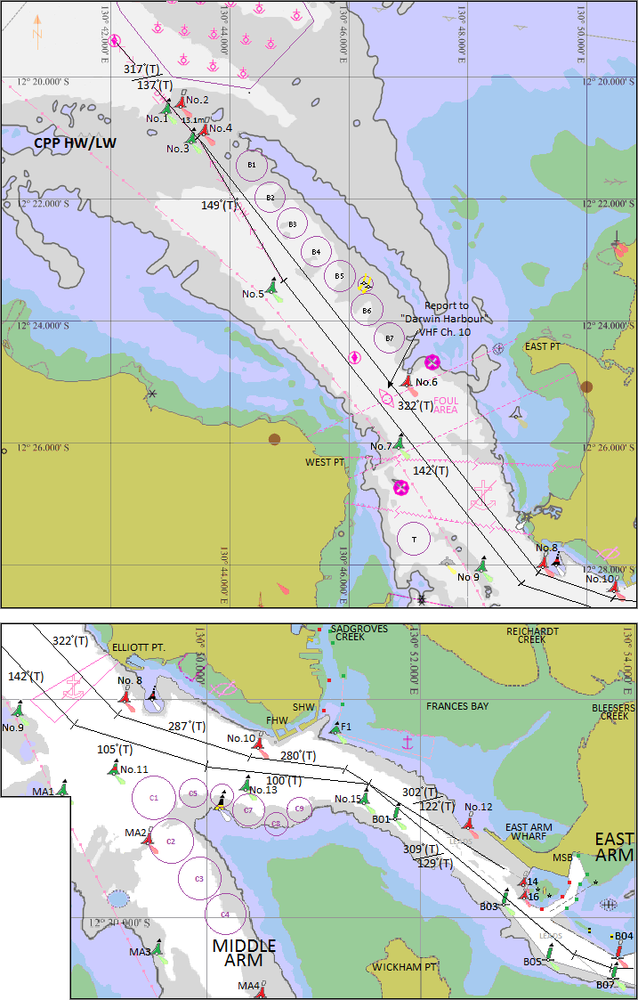 130° 42.000' E
130° 44.000' E
130° 46.000' E
130° 48.000' E
130° 50.000' E
12° 20.000' S
12° 20.000' S
317°(T)
137°(T)
No.2
No.1
13.1m
No.4
No.3
CPP HW/LW
B1
B2
12° 22.000' S
12° 22.000' S
149°(T)
B3
B4
B5
No.5
B6
Report to
"Darwin Harbour"
VHF Ch. 10
12° 24.000' S
12° 24.000' S
B7
EAST PT
No.6
FOUL
AREA
322°(T)
12° 26.000' S
12° 26.000' S
No.7
WEST PT
142°(T)
T
130° 44.000' E
130° 46.000' E
No.8
No 9
12° 28.000' S
No.10
322°(T)
ELLIOTT PT.
130° 50.000' E
SADGROVES
CREEK
130° 52.000' E
REICHARDT
CREEK
130° 54.000' E
142°(T)
No. 8
No.9
287°(T)
SHW
FHW
F1
FRANCES BAY
BLEESERS
CREEK
No.10
105°(T)
280°(T)
No.11
100°(T)
MA1
C1
C5
No.13
C7
C8
C9
No.15
302°(T)
122°(T)
B01
No.12
MA2
C2
309°(T)
129°(T)
LEADS
EAST ARM
WHARF
EAST
ARM
MSB
C3
14
16
B03
C4
12° 30.000' S
MIDDLE
ARM
MA3
LEADS
B04
B05
WICKHAM PT
B07
MA4